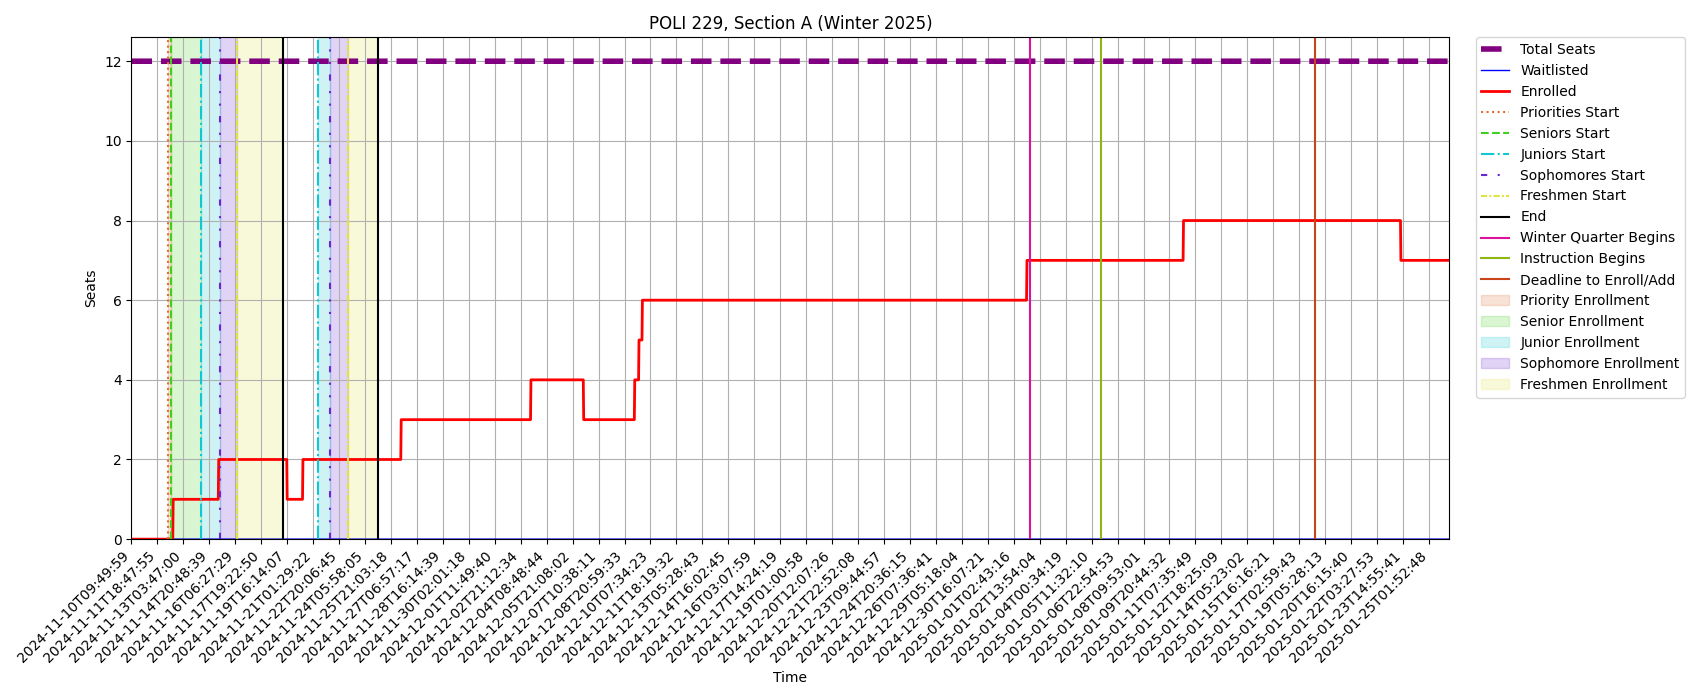 POLI 229, Section A (Winter 2025)
Seats
12
10
8
6
4
2
0
2024-11-10T09:49:59
2024-11-11T18:47:55
2024-11-13T03:47:00
2024-11-14T20:48:39
2024-11-16T06:27:29
2024-11-17T19:22:50
2024-11-19T16:14:07
2024-11-21T01:29:22
2024-11-22T20:06:45
2024-11-24T05:58:05
2024-11-25T21:03:18
2024-11-27T06:57:17
2024-11-28T16:14:39
2024-11-30T02:01:18
2024-12-01T11:49:40
2024-12-02T21:12:34
2024-12-04T08:48:44
2024-12-05T21:08:02
2024-12-07T10:38:11
2024-12-08T20:59:33
2024-12-10T07:34:23
2024-12-11T18:19:32
2024-12-13T05:28:43
2024-12-14T16:02:45
2024-12-16T03:07:59
2024-12-17T14:24:19
2024-12-19T01:00:58
2024-12-20T12:07:26
2024-12-21T22:52:08
2024-12-23T09:44:57
2024-12-24T20:36:15
2024-12-26T07:36:41
2024-12-29T05:18:04
2024-12-30T16:07:21
2025-01-01T02:43:16
2025-01-02T13:54:04
2025-01-04T00:34:19
2025-01-05T11:32:10
2025-01-06T22:54:53
2025-01-08T09:53:01
2025-01-09T20:44:32
2025-01-11T07:35:49
2025-01-12T18:25:09
2025-01-14T05:23:02
2025-01-15T16:16:21
2025-01-17T02:59:43
2025-01-19T05:28:13
2025-01-20T16:15:40
2025-01-22T03:27:53
2025-01-23T14:55:41
2025-01-25T01:52:48
Time
Total Seats
Waitlisted
Enrolled
Priorities Start
Seniors Start
Juniors Start
Sophomores Start
Freshmen Start
End
Winter Quarter Begins
Instruction Begins
Deadline to Enroll/Add
Priority Enrollment
Senior Enrollment
Junior Enrollment
Sophomore Enrollment
Freshmen Enrollment